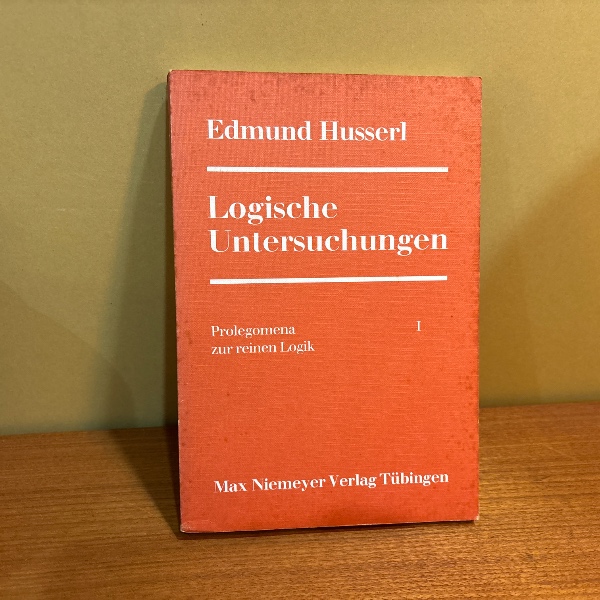 Edmund Husserl
Logische
Untersuchungen
Prolegomena I
zur reinen Logik
Max Niemeyer Verlag Tübingen